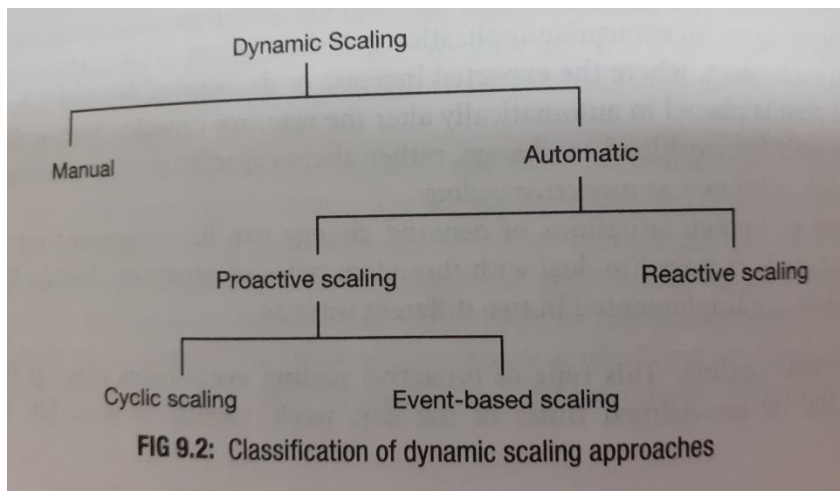 Dynamic Scaling
Manual
Automatic
Proactive scaling
Reactive scaling
Cyclic scaling
Event-based scaling
FIG 9.2: Classification of dynamic scaling approaches